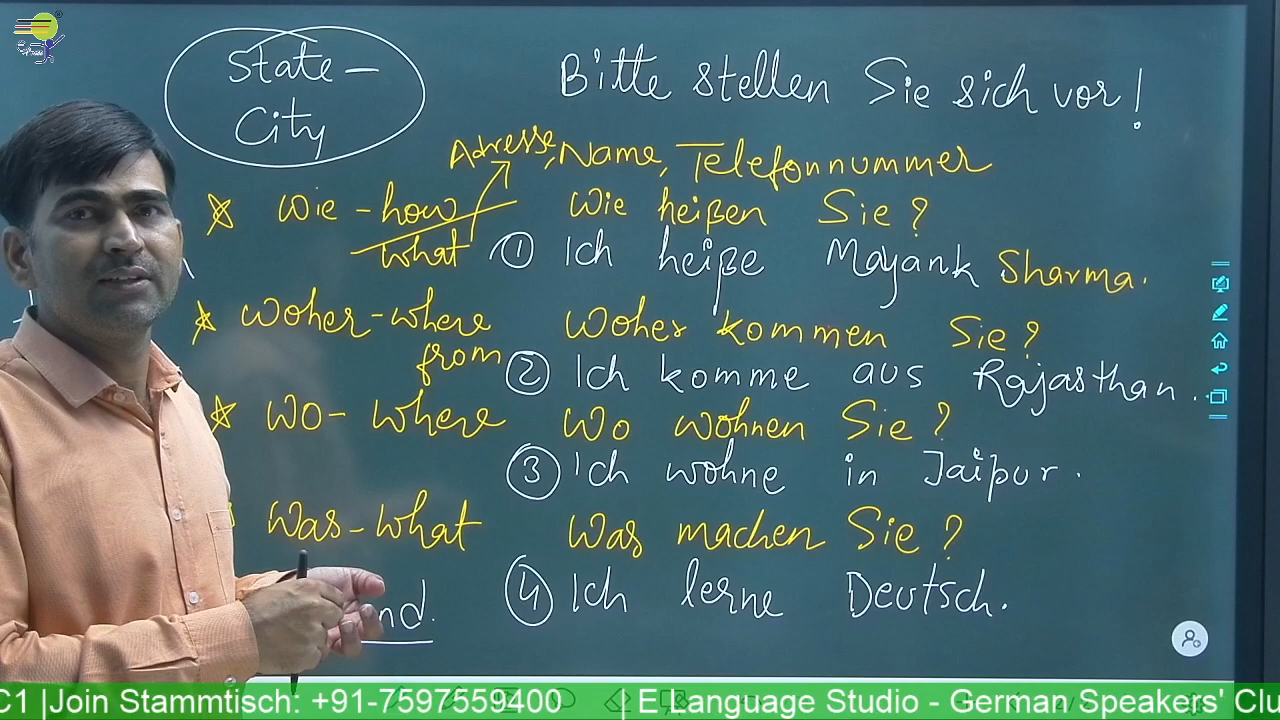 State -
City
Bitte stellen Sie sich vor!
Adresse, Name, Telefonnummer
Wie - how
what
Wie heißen Sie?
① Ich heiße Mayank Sharma.
Woher - where
from
Woher kommen Sie?
② Ich komme aus Rajasthan.
Wo - where
Wo wohnen Sie?
③ Ich wohne in Jaipur.
Was - what
Was machen Sie?
④ Ich lerne Deutsch.
nd.
C1 |Join Stammtisch: +91-7597559400 | E Language Studio - German Speakers' Clu